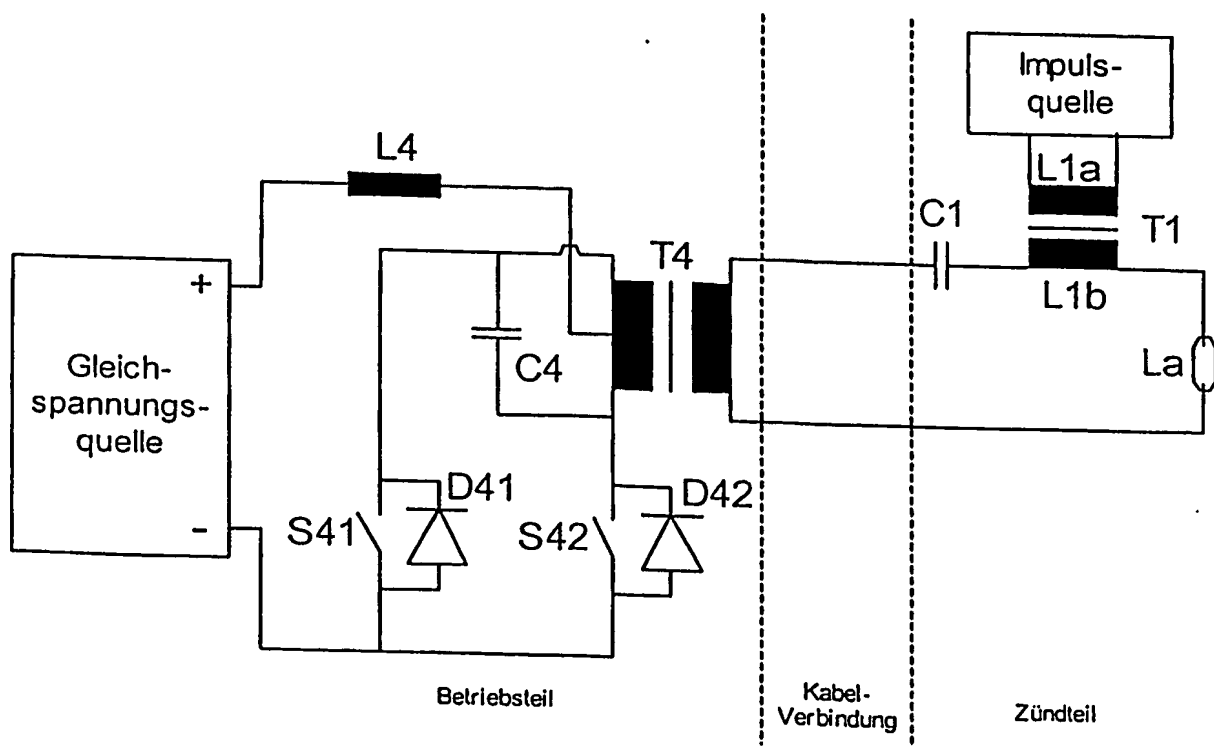 Impuls-
quelle
L4
L1a
C1
T1
T4
L1b
+
Gleich-
spannungs-
quelle
C4
La
D41
D42
S41
S42
-
Betriebsteil
Kabel-
Verbindung
Zündteil